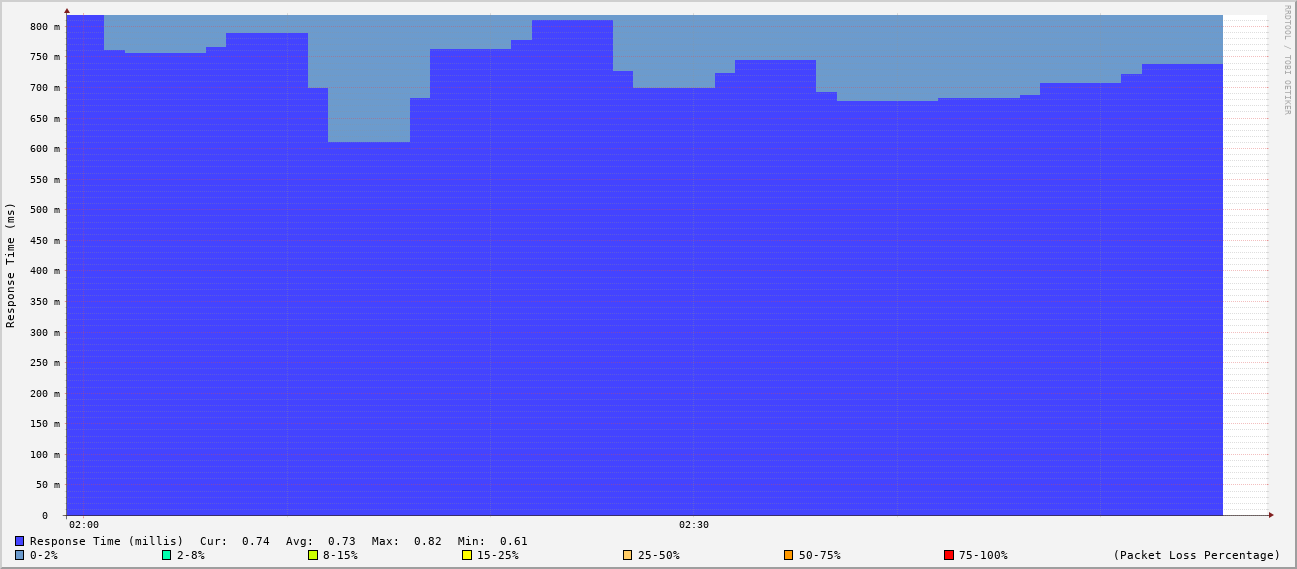 RRDTOOL / TOBI OETIKER
Response Time (ms)
800 m
750 m
700 m
650 m
600 m
550 m
500 m
450 m
400 m
350 m
300 m
250 m
200 m
150 m
100 m
50 m
0
02:00 02:30
Response Time (millis) Cur: 0.74 Avg: 0.73 Max: 0.82 Min: 0.61
0-2% 2-8% 8-15% 15-25% 25-50% 50-75% 75-100% (Packet Loss Percentage)